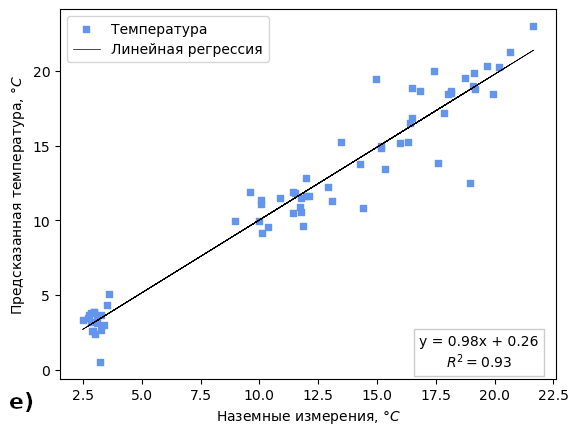 Температура
Линейная регрессия
Предсказанная температура, °C
20
15
10
5
0
y = 0.98x + 0.26
R² = 0.93
2.5 5.0 7.5 10.0 12.5 15.0 17.5 20.0 22.5
Наземные измерения, °C
е)